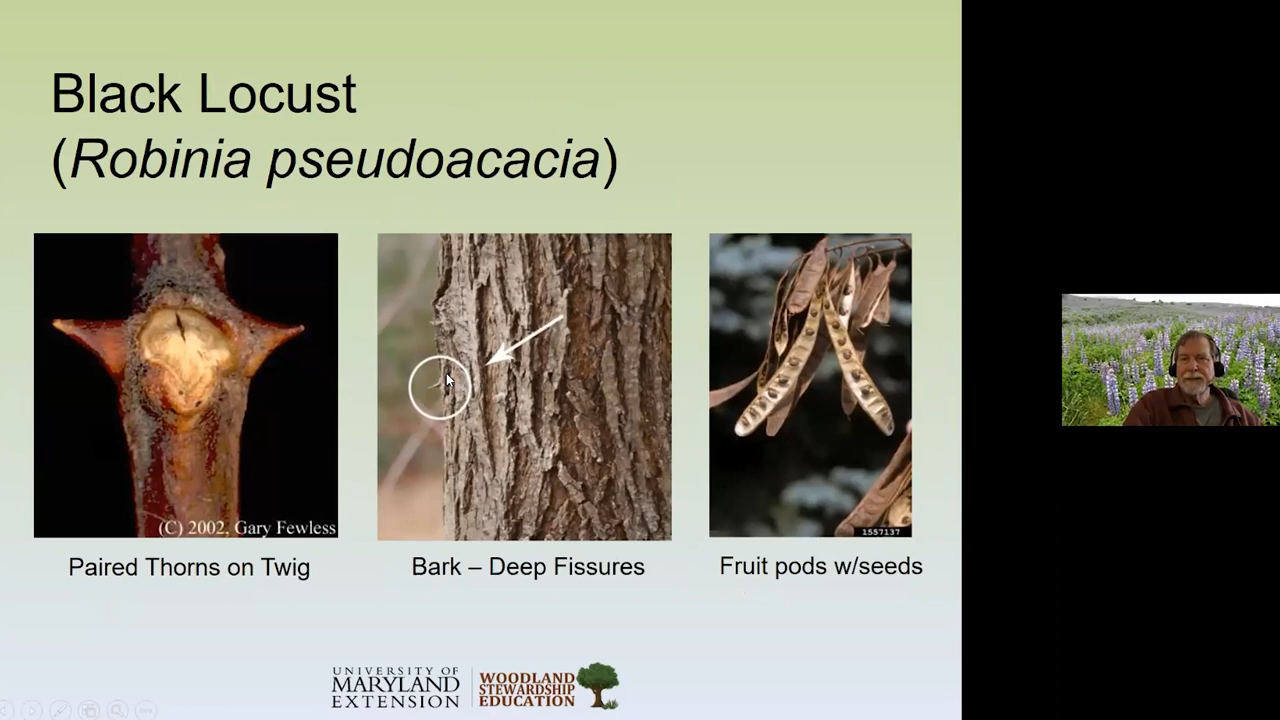 Black Locust
(Robinia pseudoacacia)
(C) 2002, Gary Fewless
1557137
Paired Thorns on Twig
Bark – Deep Fissures
Fruit pods w/seeds
UNIVERSITY OF
MARYLAND
EXTENSION
WOODLAND
STEWARDSHIP
EDUCATION